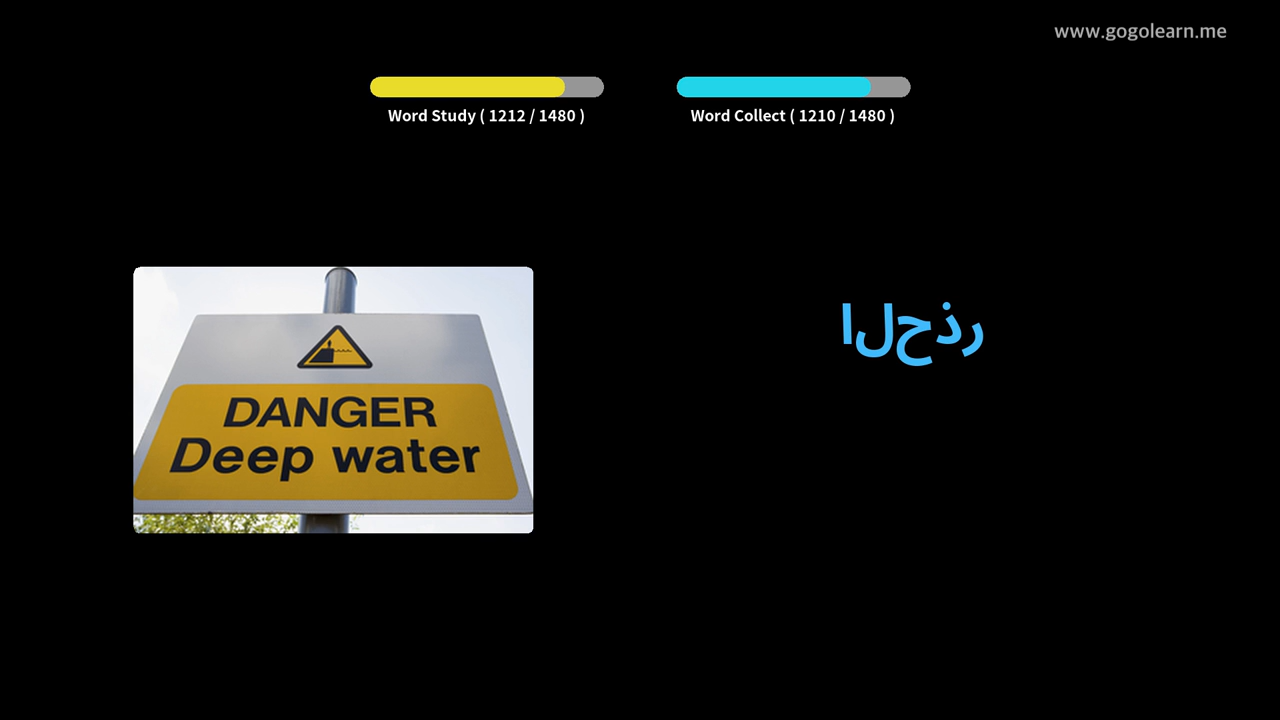 www.gogolearn.me
Word Study ( 1212 / 1480 )
Word Collect ( 1210 / 1480 )
الحذر
DANGER
Deep water